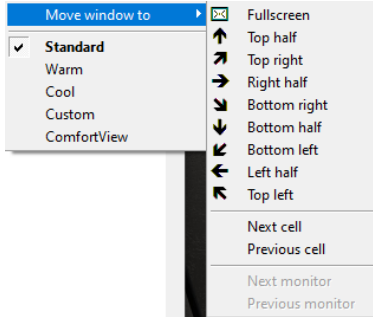 Move window to
Standard
Warm
Cool
Custom
ComfortView
Fullscreen
Top half
Top right
Right half
Bottom right
Bottom half
Bottom left
Left half
Top left
Next cell
Previous cell
Next monitor
Previous monitor